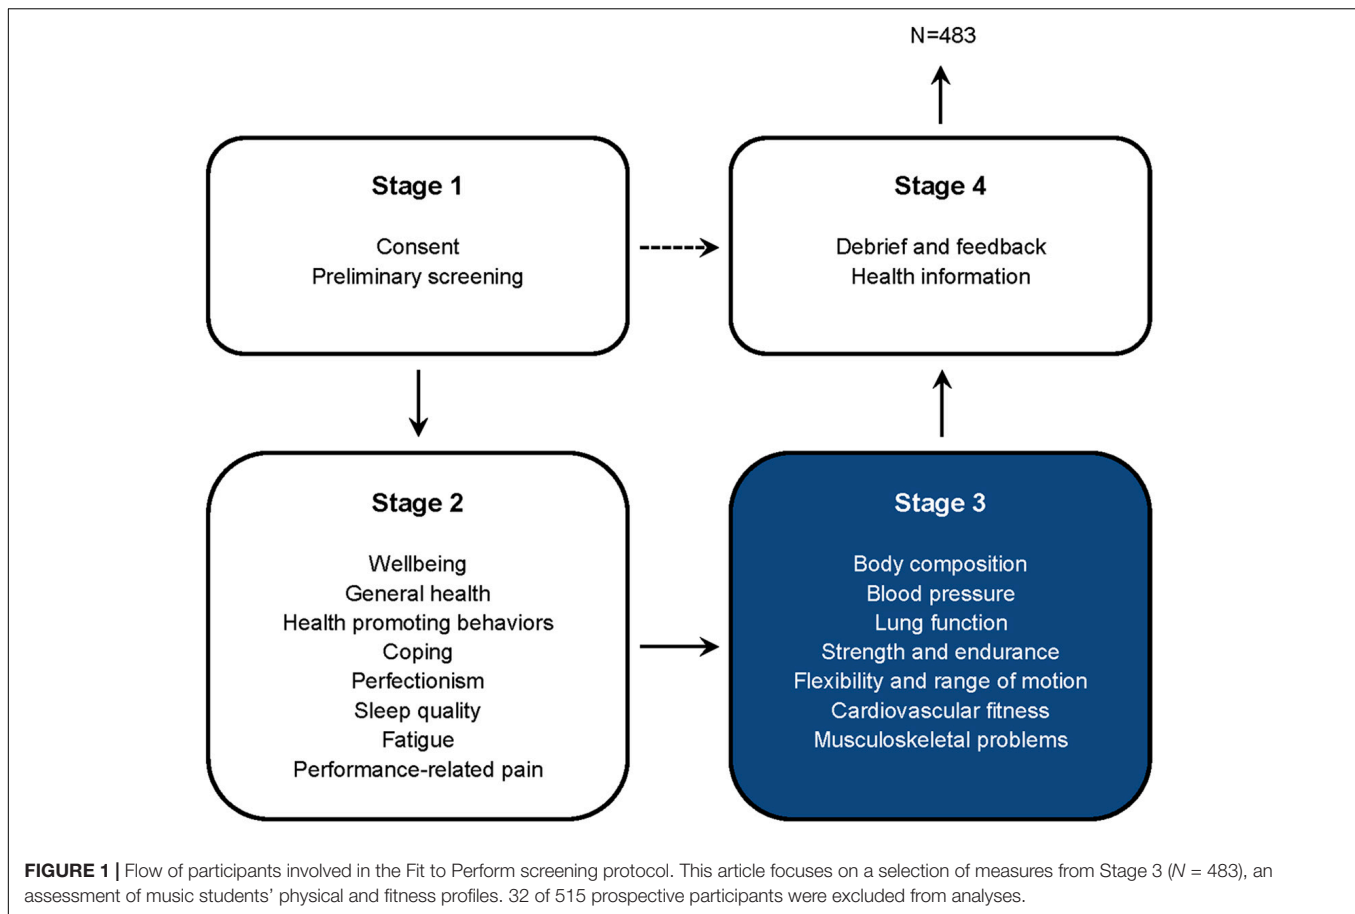 N=483
Stage 1
Consent
Preliminary screening
Stage 4
Debrief and feedback
Health information
Stage 2
Wellbeing
General health
Health promoting behaviors
Coping
Perfectionism
Sleep quality
Fatigue
Performance-related pain
Stage 3
Body composition
Blood pressure
Lung function
Strength and endurance
Flexibility and range of motion
Cardiovascular fitness
Musculoskeletal problems
FIGURE 1 | Flow of participants involved in the Fit to Perform screening protocol. This article focuses on a selection of measures from Stage 3 (N = 483), an
assessment of music students’ physical and fitness profiles. 32 of 515 prospective participants were excluded from analyses.